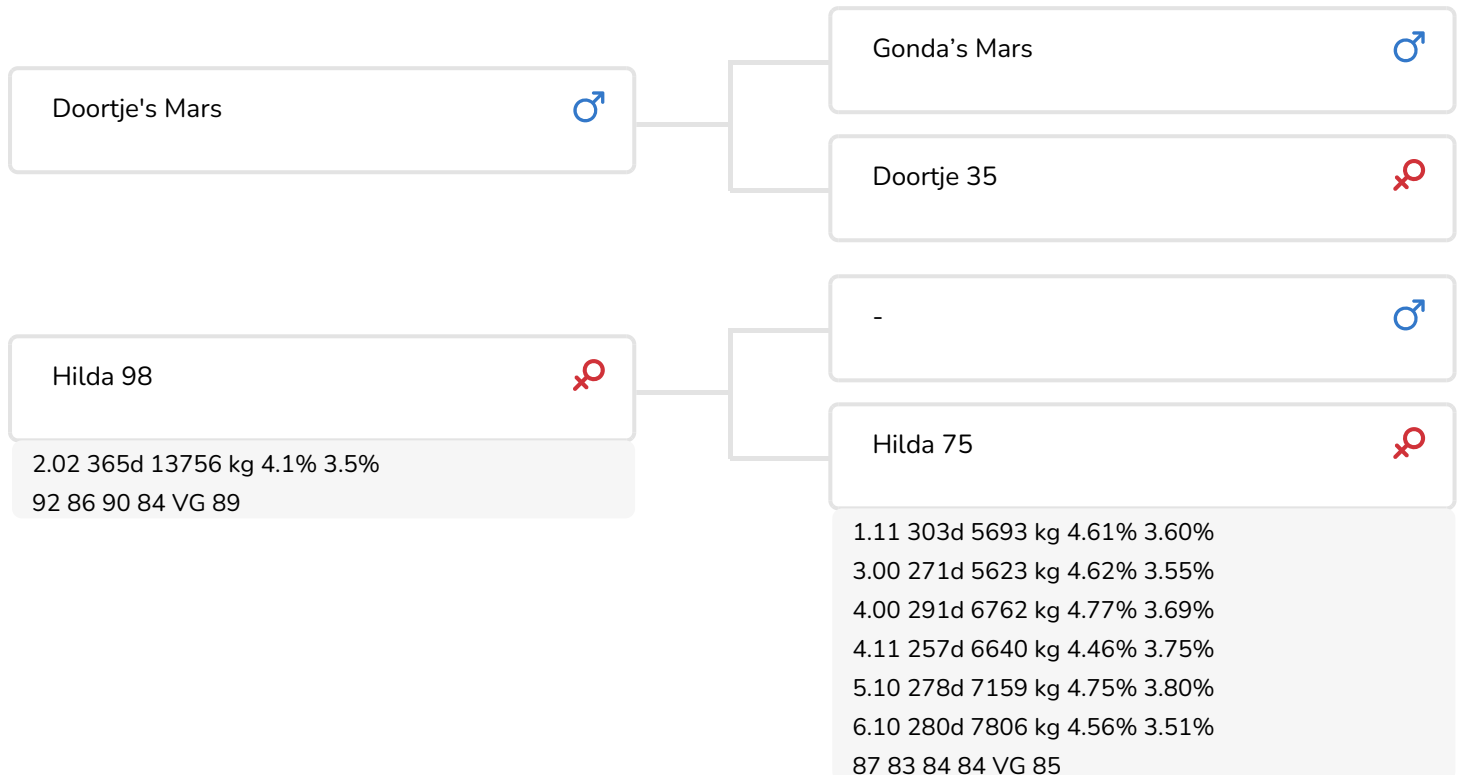 Doortje's Mars
Gonda’s Mars
Doortje 35
Hilda 98
2.02 365d 13756 kg 4.1% 3.5%
92 86 90 84 VG 89
-
Hilda 75
1.11 303d 5693 kg 4.61% 3.60%
3.00 271d 5623 kg 4.62% 3.55%
4.00 291d 6762 kg 4.77% 3.69%
4.11 257d 6640 kg 4.46% 3.75%
5.10 278d 7159 kg 4.75% 3.80%
6.10 280d 7806 kg 4.56% 3.51%
87 83 84 84 VG 85